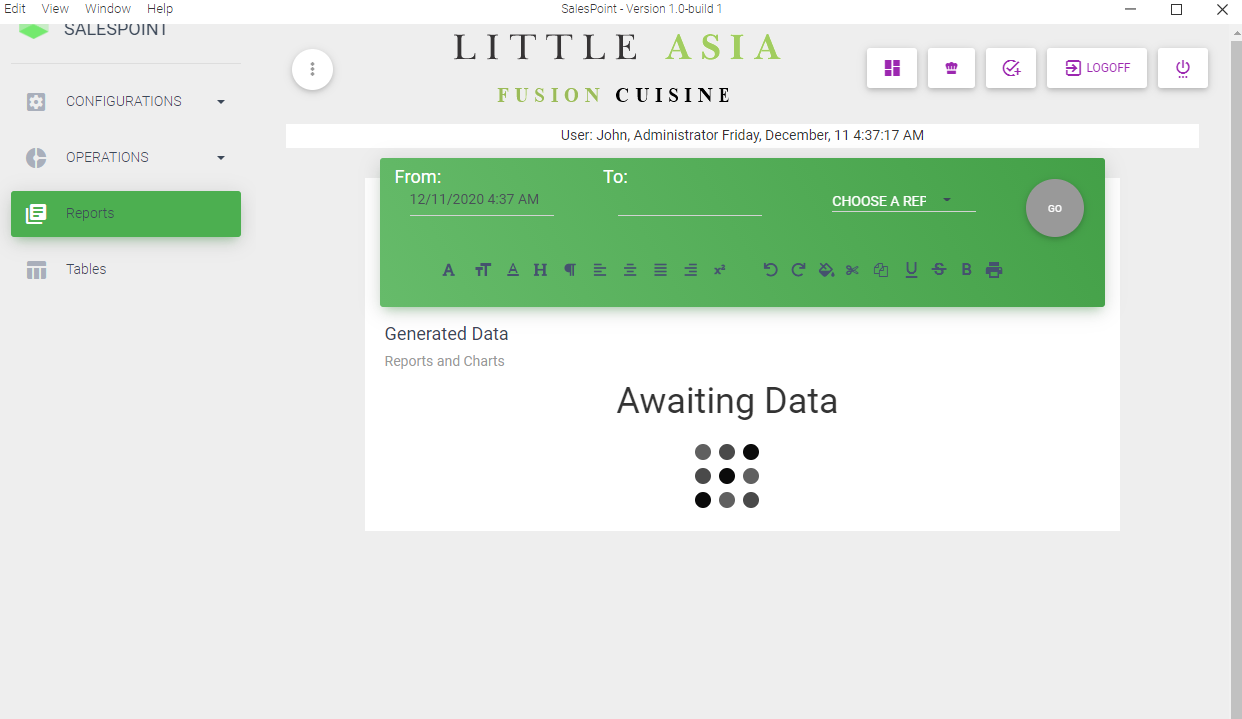 Edit View Window Help
SalesPoint - Version 1.0-build 1
SALESPOINT
CONFIGURATIONS
OPERATIONS
Reports
Tables
LITTLE ASIA
FUSION CUISINE
LOGOFF
User: John, Administrator Friday, December, 11 4:37:17 AM
From:
12/11/2020 4:37 AM
To:
CHOOSE A REF
GO
Generated Data
Reports and Charts
Awaiting Data